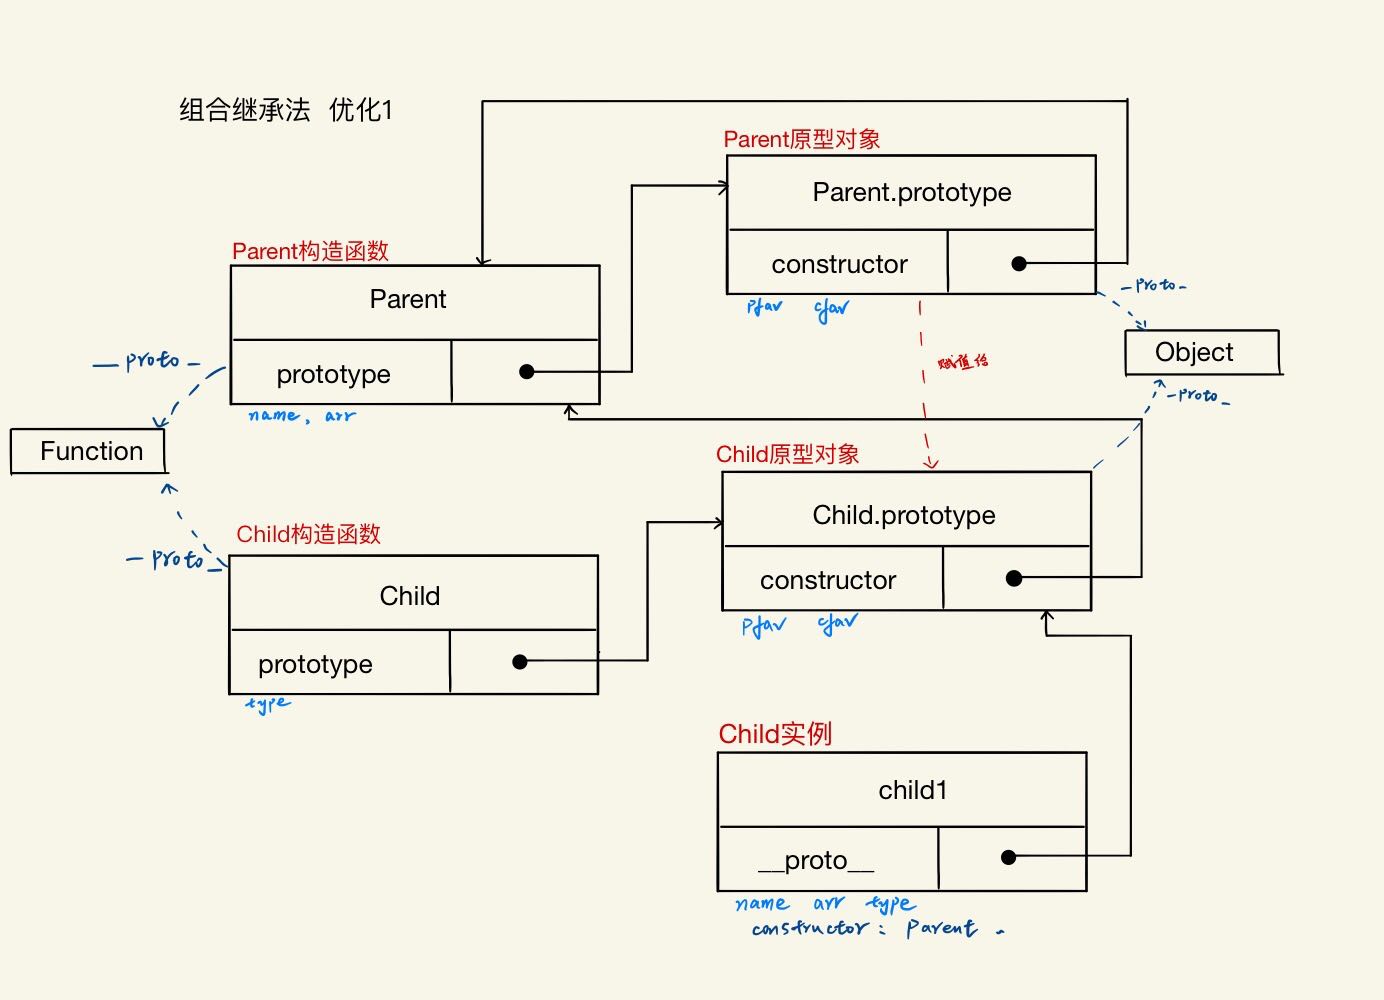 组合继承法 优化1
Parent原型对象
Parent.prototype
constructor
pfav cfav
_proto_
Object
_proto_
赋值给
Parent构造函数
Parent
prototype
name, arr
_proto_
Function
_proto_
Child构造函数
Child
prototype
type
Child原型对象
Child.prototype
constructor
pfav cfav
Child实例
child1
__proto__
name arr type
constructor: Parent